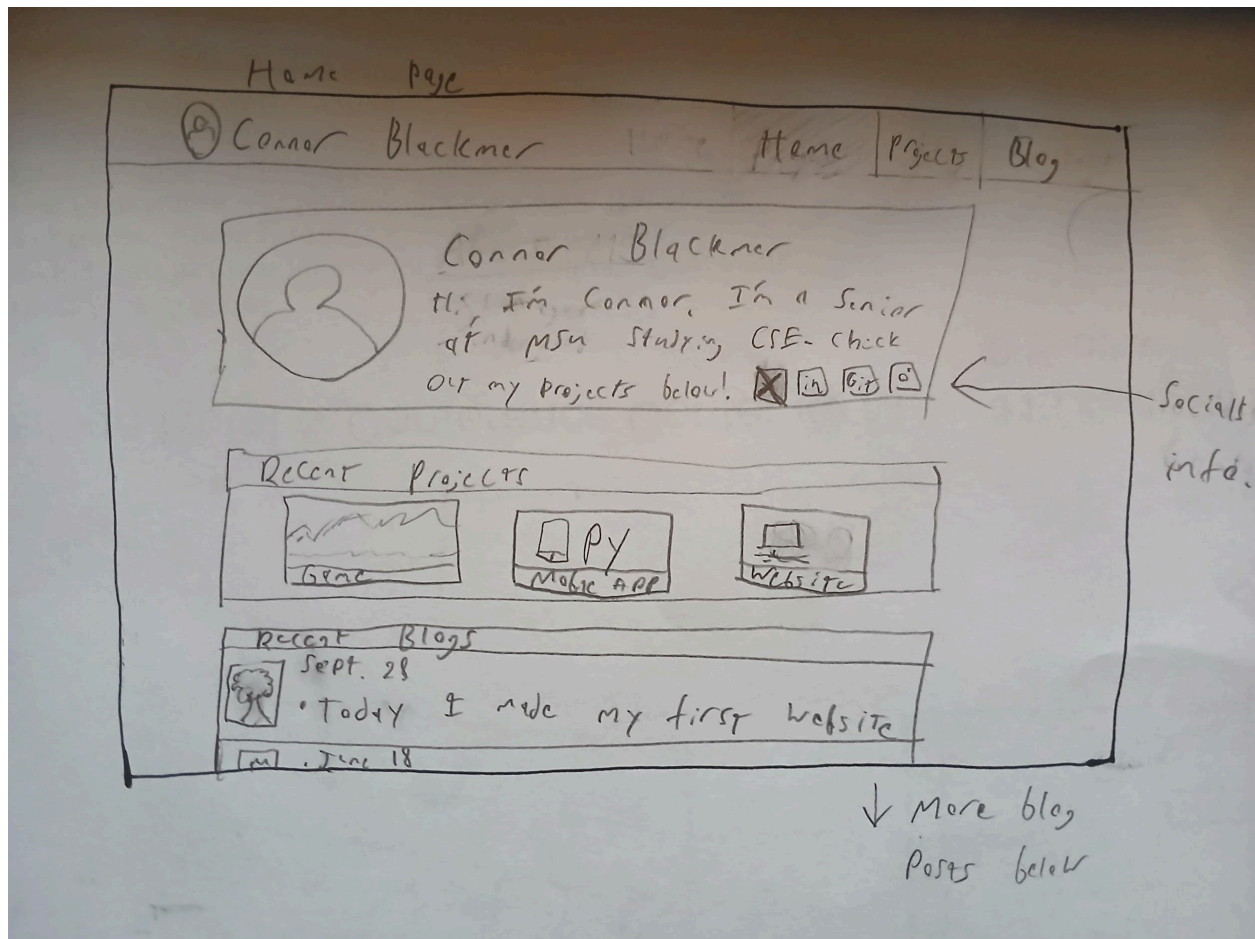 Home Page
Connor Blackmer Home Projects Blog
Connor Blackmer
Hi, I'm Connor. I'm a Senior
at MSU Studying CSE. Check
out my projects below! X in Git
Socials
info.
Recent Projects
PY
Game Mobile APP Website
Recent Blogs
Sept. 28
• Today I made my first website
. June 18
↓ More blog
Posts below